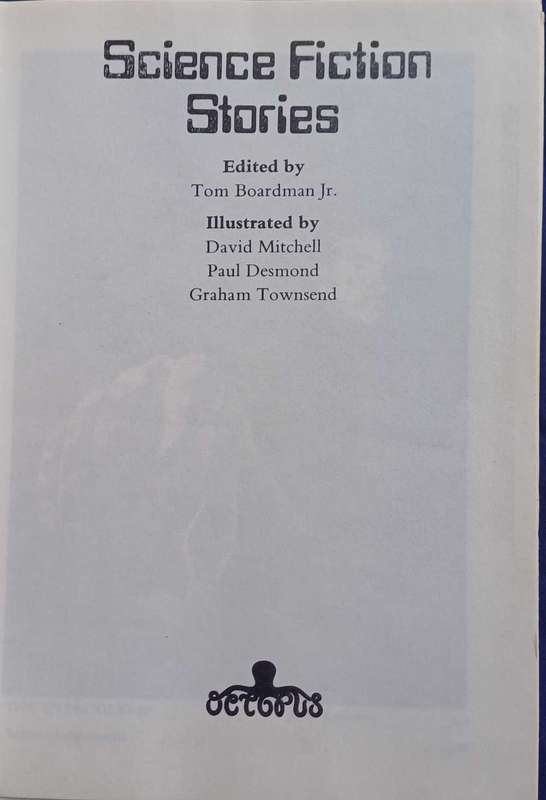 Science Fiction
Stories
Edited by
Tom Boardman Jr.
Illustrated by
David Mitchell
Paul Desmond
Graham Townsend
OCTOPUS